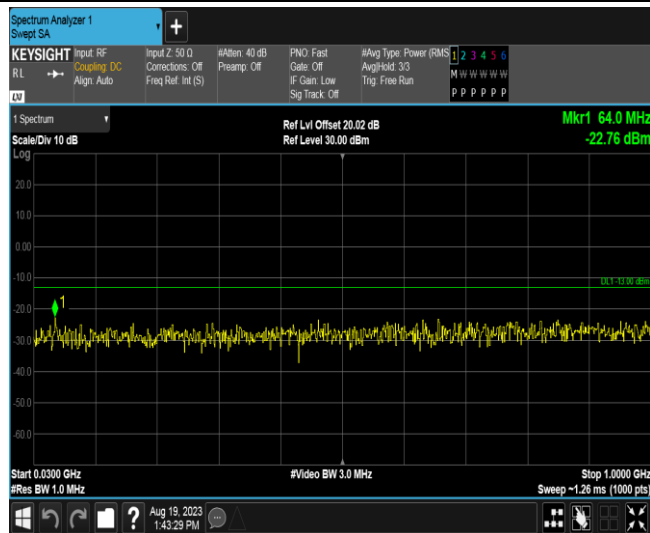 Spectrum Analyzer 1
Swept SA
+
KEYSIGHT
RL
LXI
Input: RF
Coupling: DC
Align: Auto
Input Z: 50 Ω
Corrections: Off
Freq Ref: Int (S)
#Atten: 40 dB
Preamp: Off
PNO: Fast
Gate: Off
IF Gain: Low
Sig Track: Off
#Avg Type: Power (RMS
Avg|Hold: 3/3
Trig: Free Run
1 2 3 4 5 6
M W W W W W
P P P P P P
1 Spectrum
Scale/Div 10 dB
Log
Ref Lvl Offset 20.02 dB
Ref Level 30.00 dBm
Mkr1 64.0 MHz
-22.76 dBm
20.0
10.0
0.00
-10.0
DL1 -13.00 dBm
1
-20.0
-30.0
-40.0
-50.0
-60.0
Start 0.0300 GHz
#Res BW 1.0 MHz
#Video BW 3.0 MHz
Stop 1.0000 GHz
Sweep ~1.26 ms (1000 pts)
?
Aug 19, 2023
1:43:29 PM